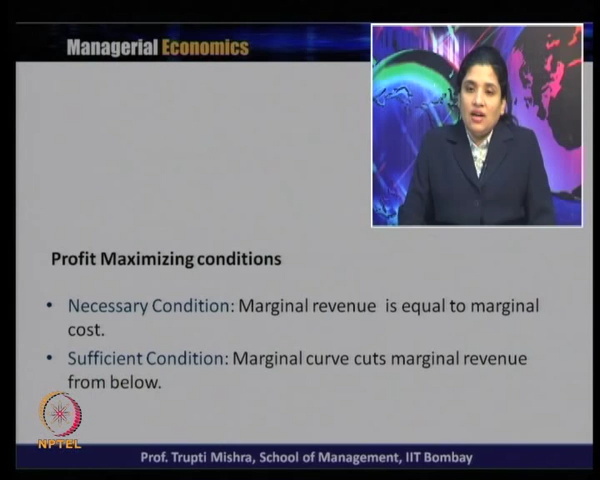 Managerial Economics
Profit Maximizing conditions
• Necessary Condition: Marginal revenue is equal to marginal
cost.
• Sufficient Condition: Marginal curve cuts marginal revenue
from below.
NPTEL
Prof. Trupti Mishra, School of Management, IIT Bombay